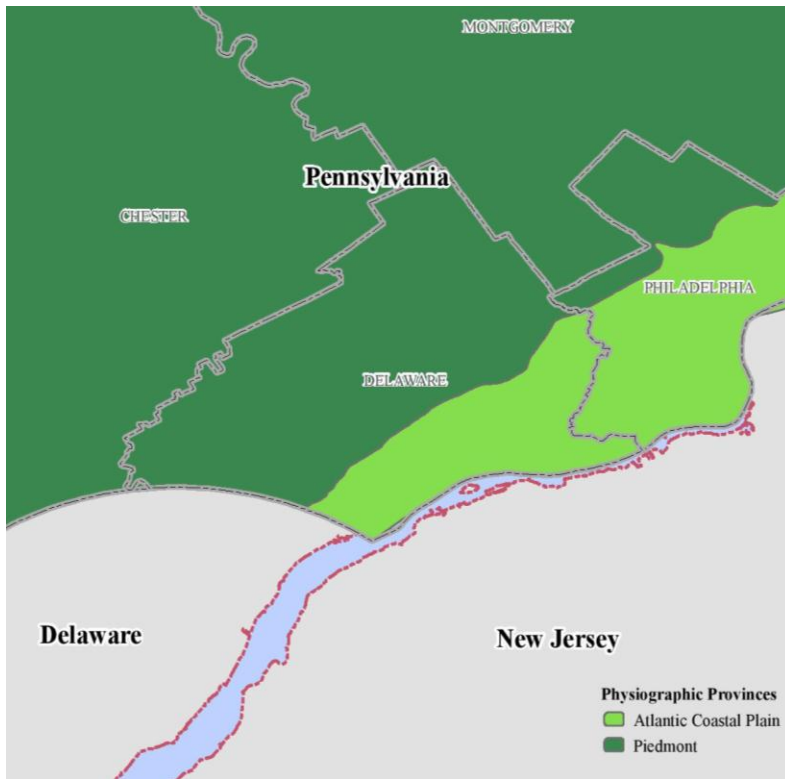 MONTGOMERY
Pennsylvania
CHESTER
PHILADELPHIA
DELAWARE
Delaware
New Jersey
Physiographic Provinces
Atlantic Coastal Plain
Piedmont